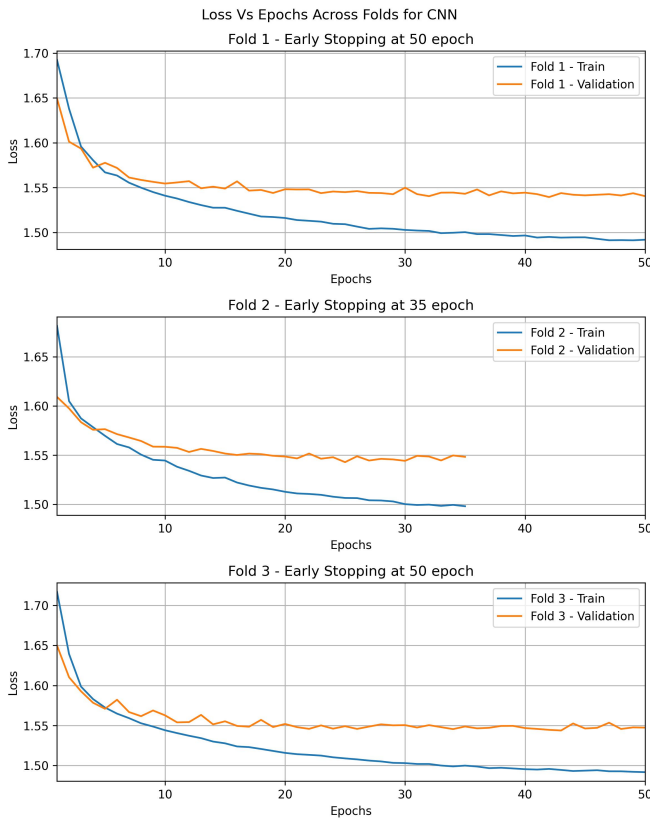 Loss Vs Epochs Across Folds for CNN
Fold 1 - Early Stopping at 50 epoch
1.70
1.65
1.60
1.55
1.50
Loss
Fold 1 - Train
Fold 1 - Validation
10
20
30
40
50
Epochs
Fold 2 - Early Stopping at 35 epoch
1.65
1.60
1.55
1.50
Loss
Fold 2 - Train
Fold 2 - Validation
10
20
30
40
50
Epochs
Fold 3 - Early Stopping at 50 epoch
1.70
1.65
1.60
1.55
1.50
Loss
Fold 3 - Train
Fold 3 - Validation
10
20
30
40
50
Epochs